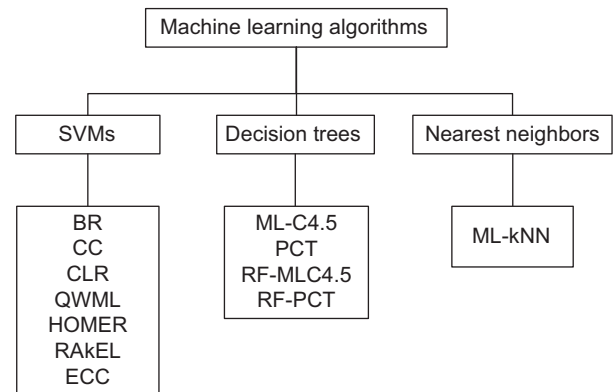 Machine learning algorithms
SVMs
Decision trees
Nearest neighbors
BR
CC
CLR
QWML
HOMER
RAkEL
ECC
ML-C4.5
PCT
RF-MLC4.5
RF-PCT
ML-kNN